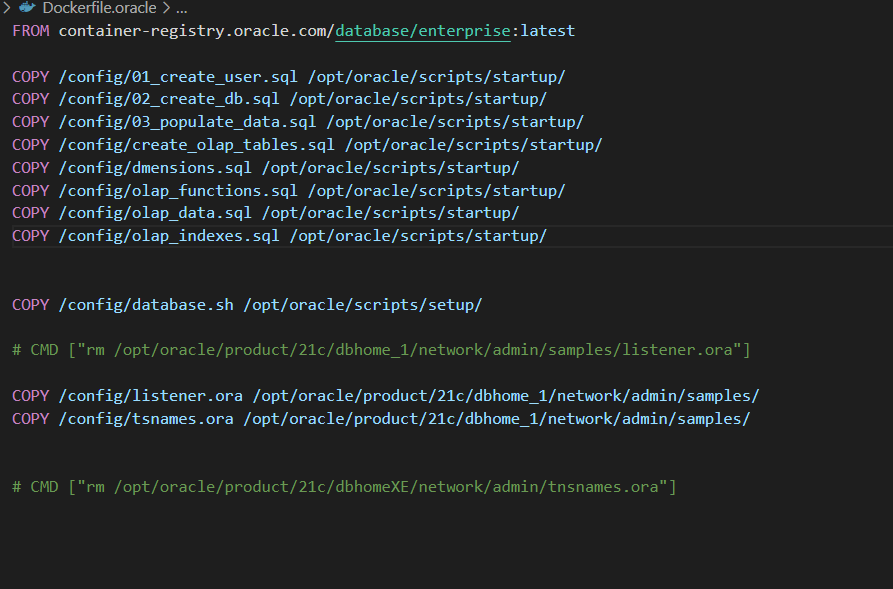 Dockerfile.oracle > ...
FROM container-registry.oracle.com/database/enterprise:latest
COPY /config/01_create_user.sql /opt/oracle/scripts/startup/
COPY /config/02_create_db.sql /opt/oracle/scripts/startup/
COPY /config/03_populate_data.sql /opt/oracle/scripts/startup/
COPY /config/create_olap_tables.sql /opt/oracle/scripts/startup/
COPY /config/dmensions.sql /opt/oracle/scripts/startup/
COPY /config/olap_functions.sql /opt/oracle/scripts/startup/
COPY /config/olap_data.sql /opt/oracle/scripts/startup/
COPY /config/olap_indexes.sql /opt/oracle/scripts/startup/
COPY /config/database.sh /opt/oracle/scripts/setup/
# CMD ["rm /opt/oracle/product/21c/dbhome_1/network/admin/samples/listener.ora"]
COPY /config/listener.ora /opt/oracle/product/21c/dbhome_1/network/admin/samples/
COPY /config/tsnames.ora /opt/oracle/product/21c/dbhome_1/network/admin/samples/
# CMD ["rm /opt/oracle/product/21c/dbhomeXE/network/admin/tnsnames.ora"]